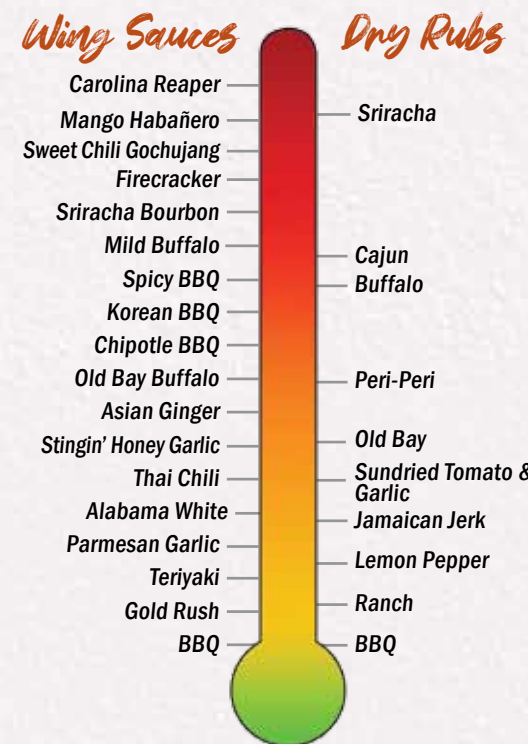 Wing Sauces
Carolina Reaper
Mango Habañero
Sweet Chili Gochujang
Firecracker
Sriracha Bourbon
Mild Buffalo
Spicy BBQ
Korean BBQ
Chipotle BBQ
Old Bay Buffalo
Asian Ginger
Stingin’ Honey Garlic
Thai Chili
Alabama White
Parmesan Garlic
Teriyaki
Gold Rush
BBQ
Dry Rubs
Sriracha
Cajun
Buffalo
Peri-Peri
Old Bay
Sundried Tomato &
Garlic
Jamaican Jerk
Lemon Pepper
Ranch
BBQ